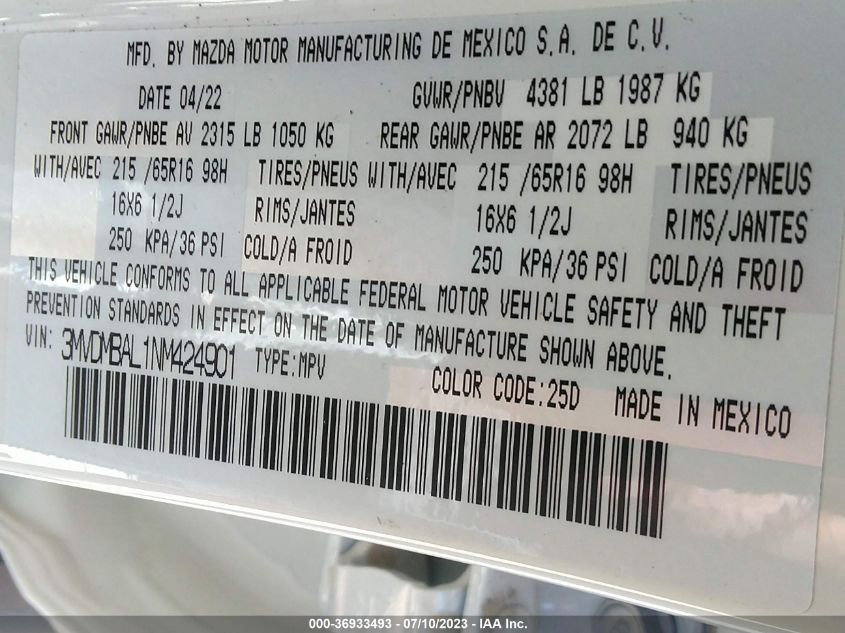 MFD. BY MAZDA MOTOR MANUFACTURING DE MEXICO S.A. DE C.V.
DATE 04/22 GVWR/PNBV 4381 LB 1987 KG
FRONT GAWR/PNBE AV 2315 LB 1050 KG REAR GAWR/PNBE AR 2072 LB 940 KG
WITH/AVEC 215 /65R16 98H TIRES/PNEUS WITH/AVEC 215 /65R16 98H TIRES/PNEUS
16X6 1/2J RIMS/JANTES 16X6 1/2J RIMS/JANTES
250 KPA/36 PSI COLD/A FROID 250 KPA/36 PSI COLD/A FROID
THIS VEHICLE CONFORMS TO ALL APPLICABLE FEDERAL MOTOR VEHICLE SAFETY AND THEFT
PREVENTION STANDARDS IN EFFECT ON THE DATE OF MANUFACTURE SHOWN ABOVE.
VIN: 3MVDMBAL1NM424901 TYPE:MPV COLOR CODE:25D MADE IN MEXICO
000-36933493 - 07/10/2023 - IAA Inc.